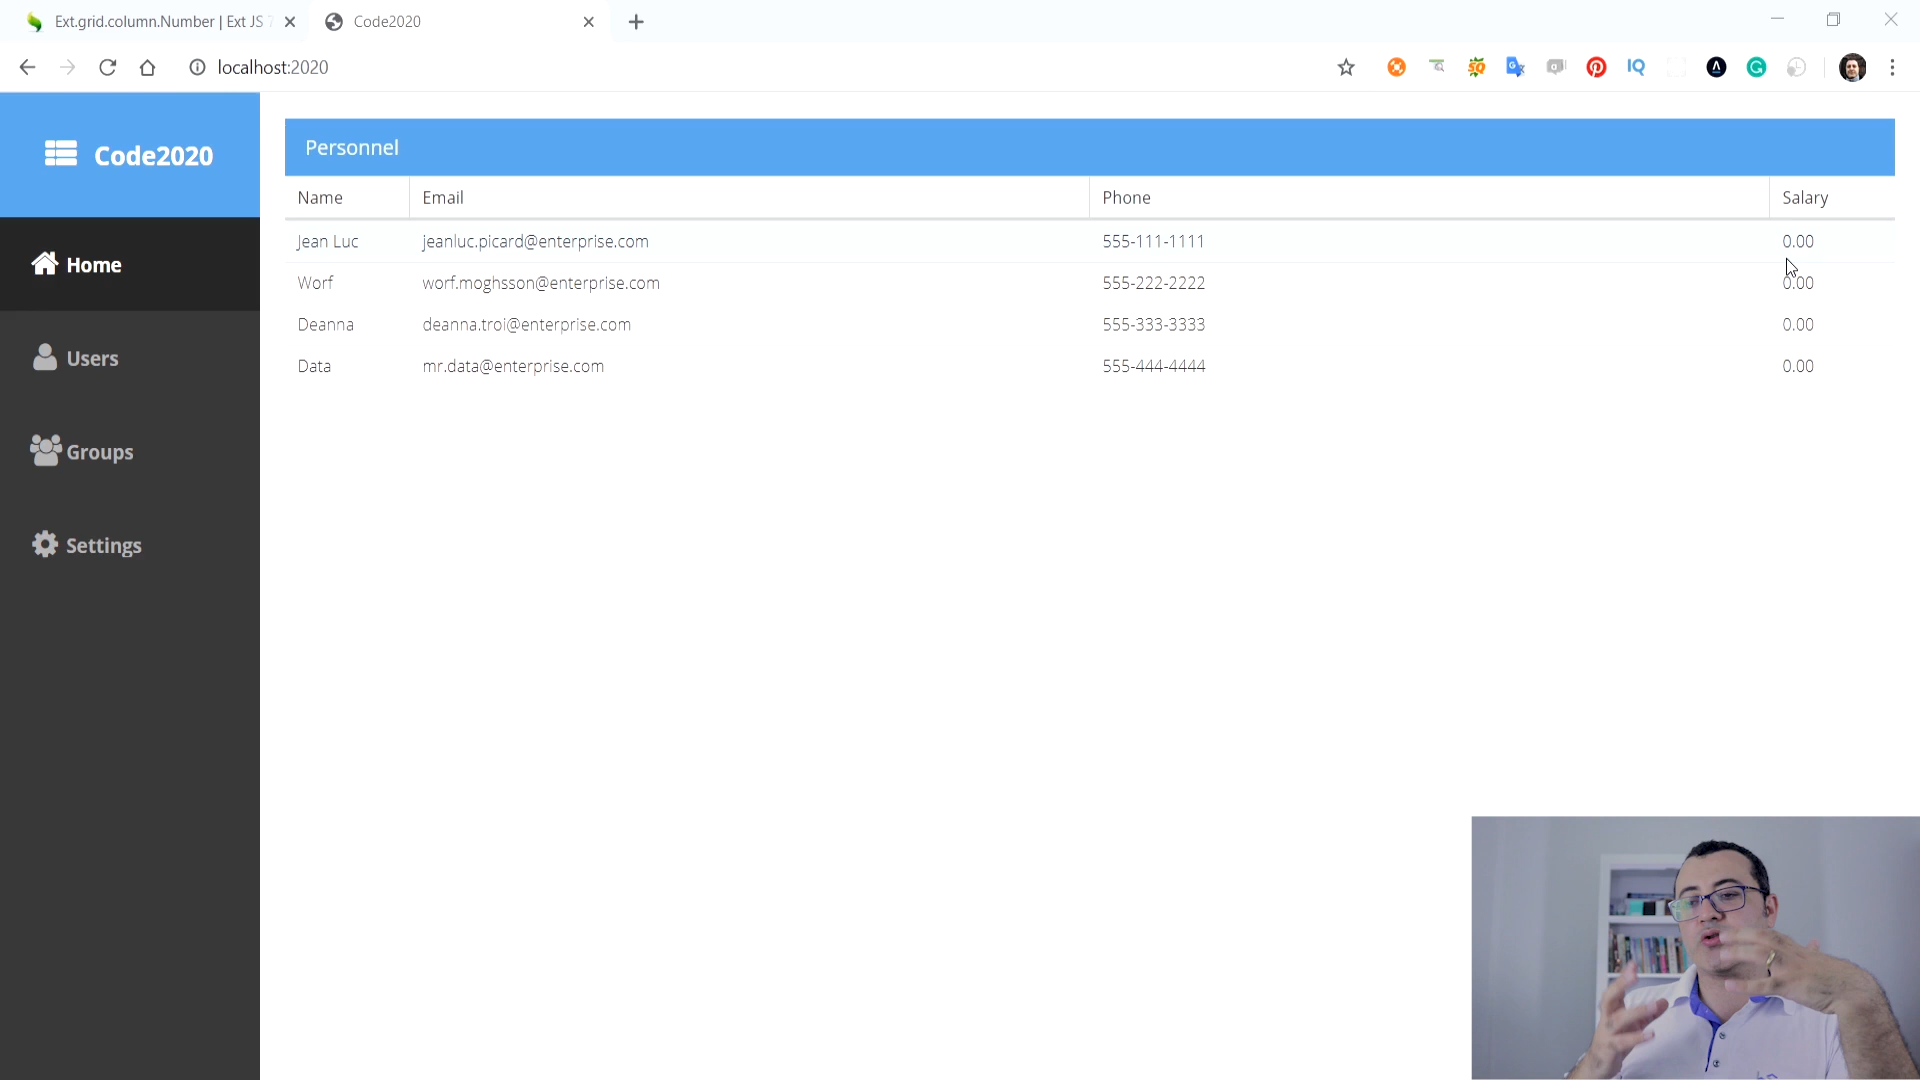 Ext.grid.column.Number | Ext JS 7
Code2020
localhost:2020
Code2020
Home
Users
Groups
Settings
Personnel
Name Email Phone Salary
Jean Luc jeanluc.picard@enterprise.com 555-111-1111 0.00
Worf worf.moghsson@enterprise.com 555-222-2222 0.00
Deanna deanna.troi@enterprise.com 555-333-3333 0.00
Data mr.data@enterprise.com 555-444-4444 0.00